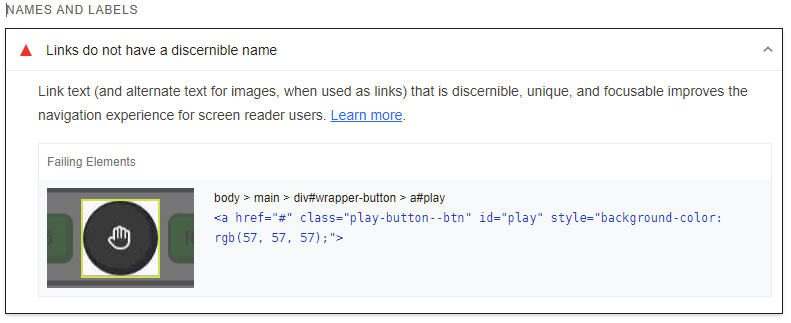 NAMES AND LABELS
Links do not have a discernible name
Link text (and alternate text for images, when used as links) that is discernible, unique, and focusable improves the
navigation experience for screen reader users. Learn more.
Failing Elements
body > main > div#wrapper-button > a#play
<a href="#" class="play-button--btn" id="play" style="background-color:
rgb(57, 57, 57);">